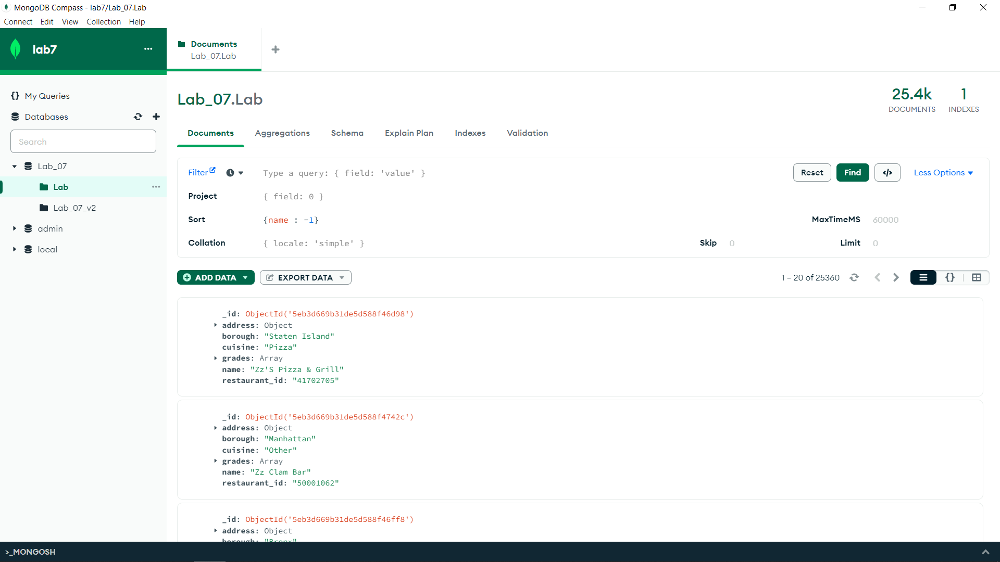 MongoDB Compass - lab7/Lab_07.Lab
Connect Edit View Collection Help
lab7
Documents
Lab_07.Lab
My Queries
Databases
Search
Lab_07
Lab
Lab_07_v2
admin
local
Lab_07.Lab
25.4k
DOCUMENTS
1
INDEXES
Documents Aggregations Schema Explain Plan Indexes Validation
Filter Type a query: { field: 'value' } Reset Find </> Less Options
Project { field: 0 }
Sort {name : -1} MaxTimeMS 60000
Collation { locale: 'simple' } Skip 0 Limit 0
ADD DATA EXPORT DATA 1 – 20 of 25360 {}
_id: ObjectId('5eb3d669b31de5d588f46d98')
address: Object
borough: "Staten Island"
cuisine: "Pizza"
grades: Array
name: "Zz'S Pizza & Grill"
restaurant_id: "41702705"
_id: ObjectId('5eb3d669b31de5d588f4742c')
address: Object
borough: "Manhattan"
cuisine: "Other"
grades: Array
name: "Zz Clam Bar"
restaurant_id: "50001062"
_id: ObjectId('5eb3d669b31de5d588f46ff8')
address: Object
borough: "Bronx"
>_MONGOSH